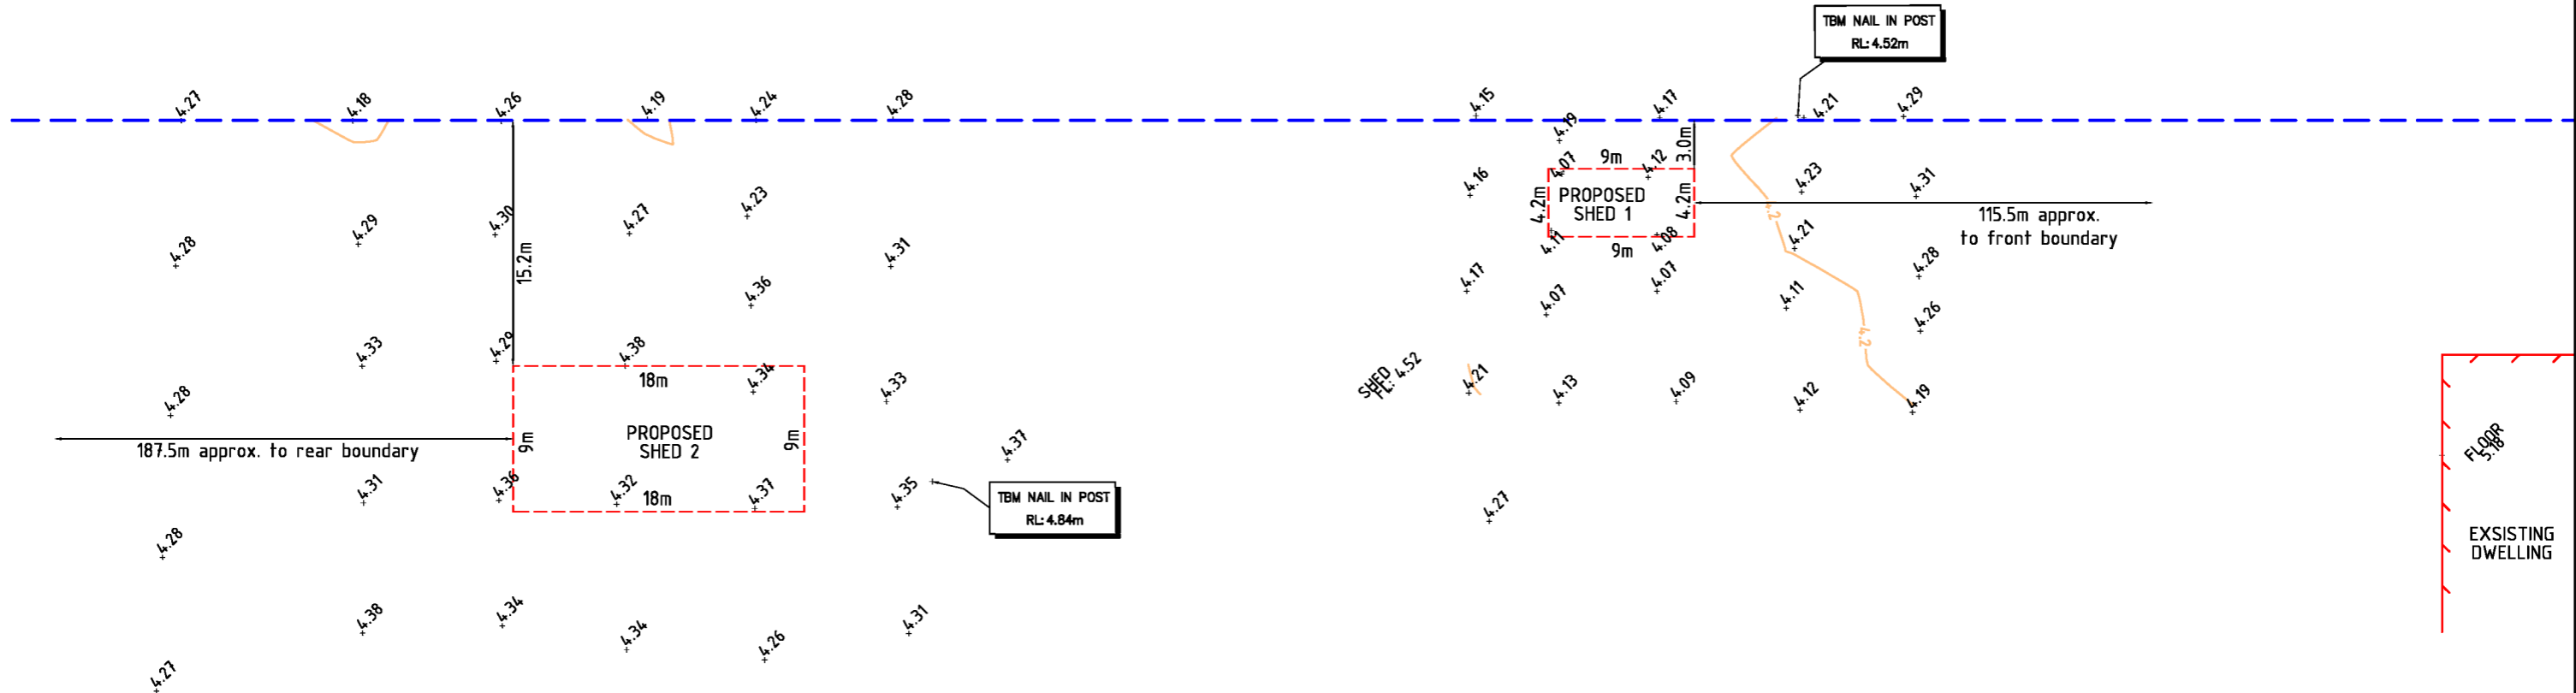 TBM NAIL IN POST
RL: 4.52m
4.27
4.18
4.26
4.19
4.24
4.28
4.15
4.19
4.17
4.21
4.29
3.0m
9m
4.07
4.12
4.2m
PROPOSED
SHED 1
4.2m
4.11
9m
4.08
4.16
4.23
4.31
115.5m approx.
to front boundary
4.2
4.21
4.28
4.29
4.30
4.27
4.23
4.28
15.2m
4.31
4.36
4.17
4.07
4.07
4.11
4.26
4.2
4.33
4.29
4.38
18m
4.34
4.33
SHED
FL: 4.52
4.21
4.13
4.09
4.12
4.19
4.28
187.5m approx. to rear boundary
9m
PROPOSED
SHED 2
9m
4.37
FLOOR
5.18
4.31
4.36
4.32
18m
4.37
4.35
TBM NAIL IN POST
RL: 4.84m
4.27
4.28
EXSISTING
DWELLING
4.38
4.34
4.34
4.26
4.31
4.27